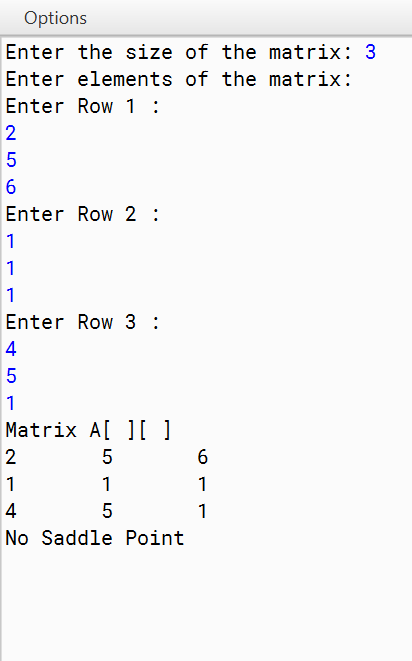 Options
Enter the size of the matrix: 3
Enter elements of the matrix:
Enter Row 1 :
2
5
6
Enter Row 2 :
1
1
1
Enter Row 3 :
4
5
1
Matrix A[ ][ ]
2 5 6
1 1 1
4 5 1
No Saddle Point